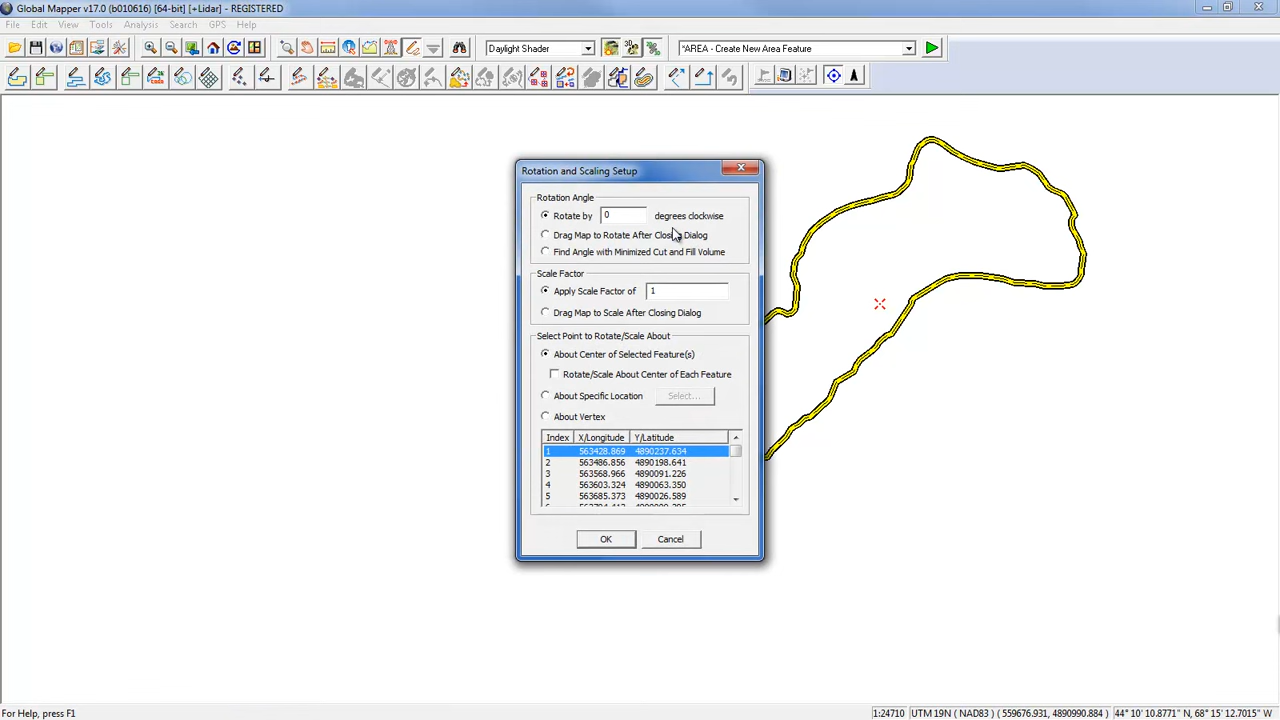 Global Mapper v17.0 (b010616) [64-bit] [+Lidar] - REGISTERED
File Edit View Tools Analysis Search GPS Help
Daylight Shader
*AREA - Create New Area Feature
Rotation and Scaling Setup
Rotation Angle
Rotate by 0 degrees clockwise
Drag Map to Rotate After Closing Dialog
Find Angle with Minimized Cut and Fill Volume
Scale Factor
Apply Scale Factor of 1
Drag Map to Scale After Closing Dialog
Select Point to Rotate/Scale About
About Center of Selected Feature(s)
Rotate/Scale About Center of Each Feature
About Specific Location Select...
About Vertex
Index X/Longitude Y/Latitude
1 563428.869 4890237.634
2 563486.856 4890198.641
3 563568.966 4890091.226
4 563603.324 4890063.350
5 563685.373 4890026.589
OK Cancel
For Help, press F1
1:24710 UTM 19N ( NAD83 ) ( 559676.931, 4890990.884 ) 44° 10' 10.8771" N, 68° 15' 12.7015" W